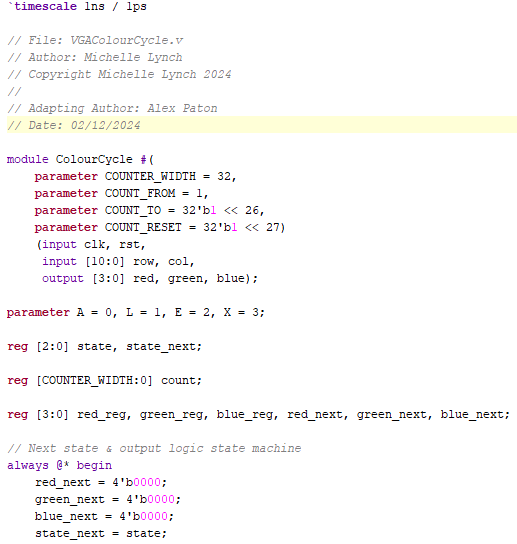 `timescale 1ns / 1ps
// File: VGAColourCycle.v
// Author: Michelle Lynch
// Copyright Michelle Lynch 2024
//
// Adapting Author: Alex Paton
// Date: 02/12/2024
module ColourCycle #(
    parameter COUNTER_WIDTH = 32,
    parameter COUNT_FROM = 1,
    parameter COUNT_TO = 32'b1 << 26,
    parameter COUNT_RESET = 32'b1 << 27)
    (input clk, rst,
     input [10:0] row, col,
     output [3:0] red, green, blue);
parameter A = 0, L = 1, E = 2, X = 3;
reg [2:0] state, state_next;
reg [COUNTER_WIDTH:0] count;
reg [3:0] red_reg, green_reg, blue_reg, red_next, green_next, blue_next;
// Next state & output logic state machine
always @* begin
    red_next = 4'b0000;
    green_next = 4'b0000;
    blue_next = 4'b0000;
    state_next = state;